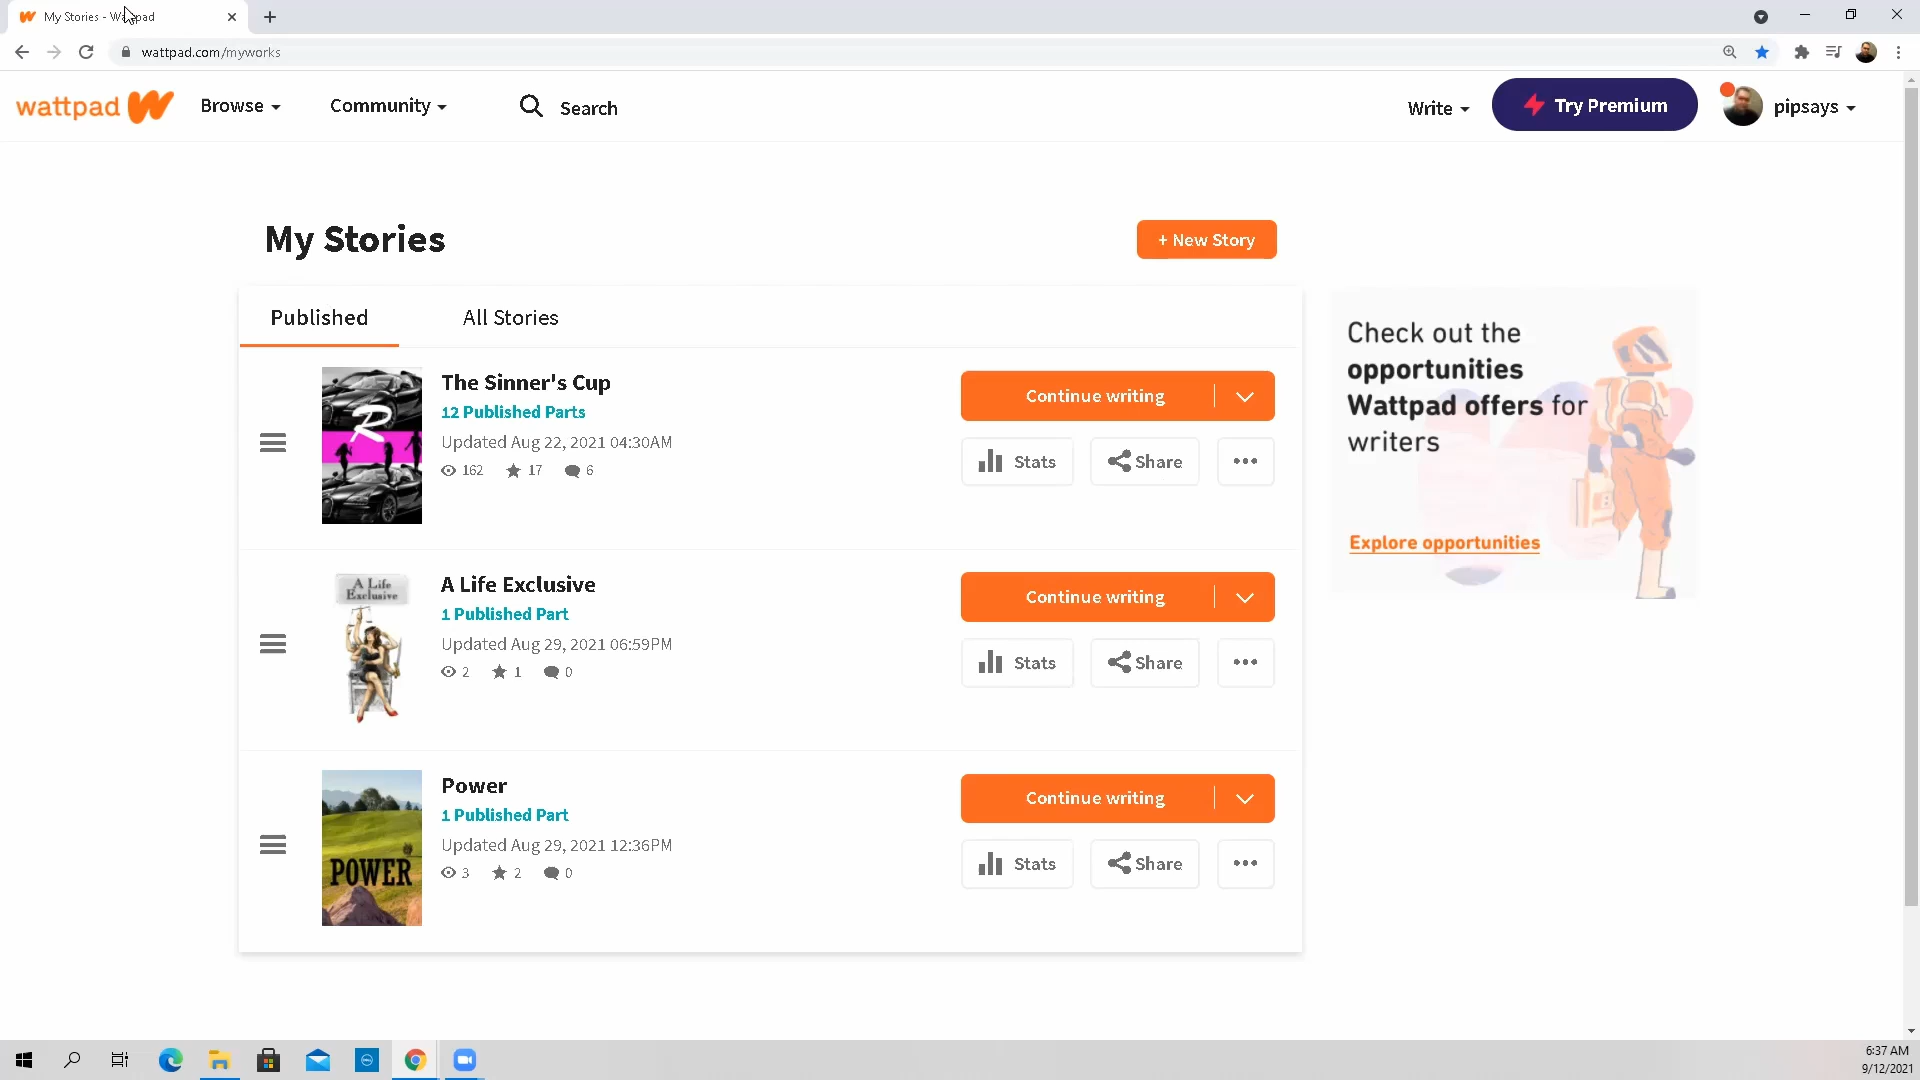 My Stories - Wattpad
wattpad.com/myworks
wattpad
Browse
Community
Search
Write
Try Premium
pipsays
My Stories
+ New Story
Published
All Stories
The Sinner's Cup
12 Published Parts
Updated Aug 22, 2021 04:30AM
162 17 6
Continue writing
Stats
Share
R
A Life Exclusive
1 Published Part
Updated Aug 29, 2021 06:59PM
2 1 0
Continue writing
Stats
Share
A Life
Exclusive
Power
1 Published Part
Updated Aug 29, 2021 12:36PM
3 2 0
Continue writing
Stats
Share
POWER
Check out the
opportunities
Wattpad offers for
writers
Explore opportunities
6:37 AM
9/12/2021